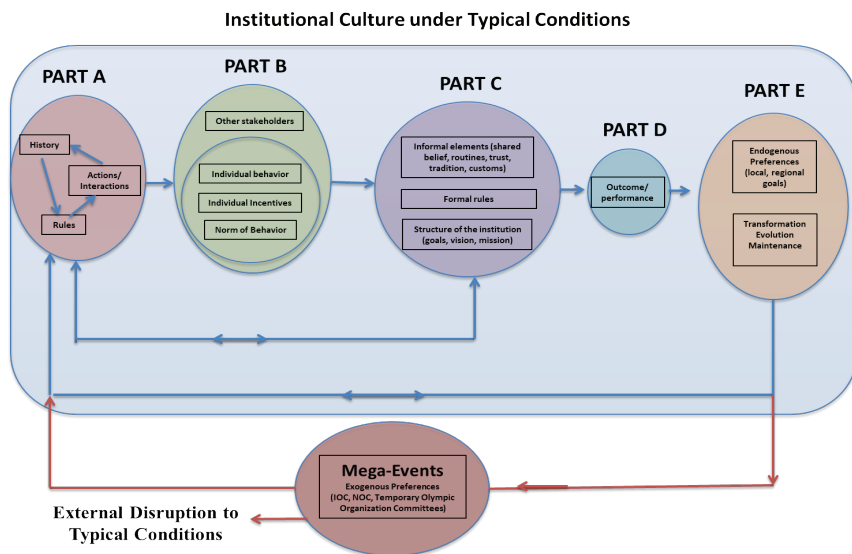 Institutional Culture under Typical Conditions
PART A
History
Actions/
Interactions
Rules
PART B
Other stakeholders
Individual behavior
Individual Incentives
Norm of Behavior
PART C
Informal elements (shared
belief, routines, trust,
tradition, customs)
Formal rules
Structure of the institution
(goals, vision, mission)
PART D
Outcome/
performance
PART E
Endogenous
Preferences
(local, regional
goals)
Transformation
Evolution
Maintenance
Mega-Events
Exogenous Preferences
(IOC, NOC, Temporary Olympic
Organization Committees)
External Disruption to
Typical Conditions